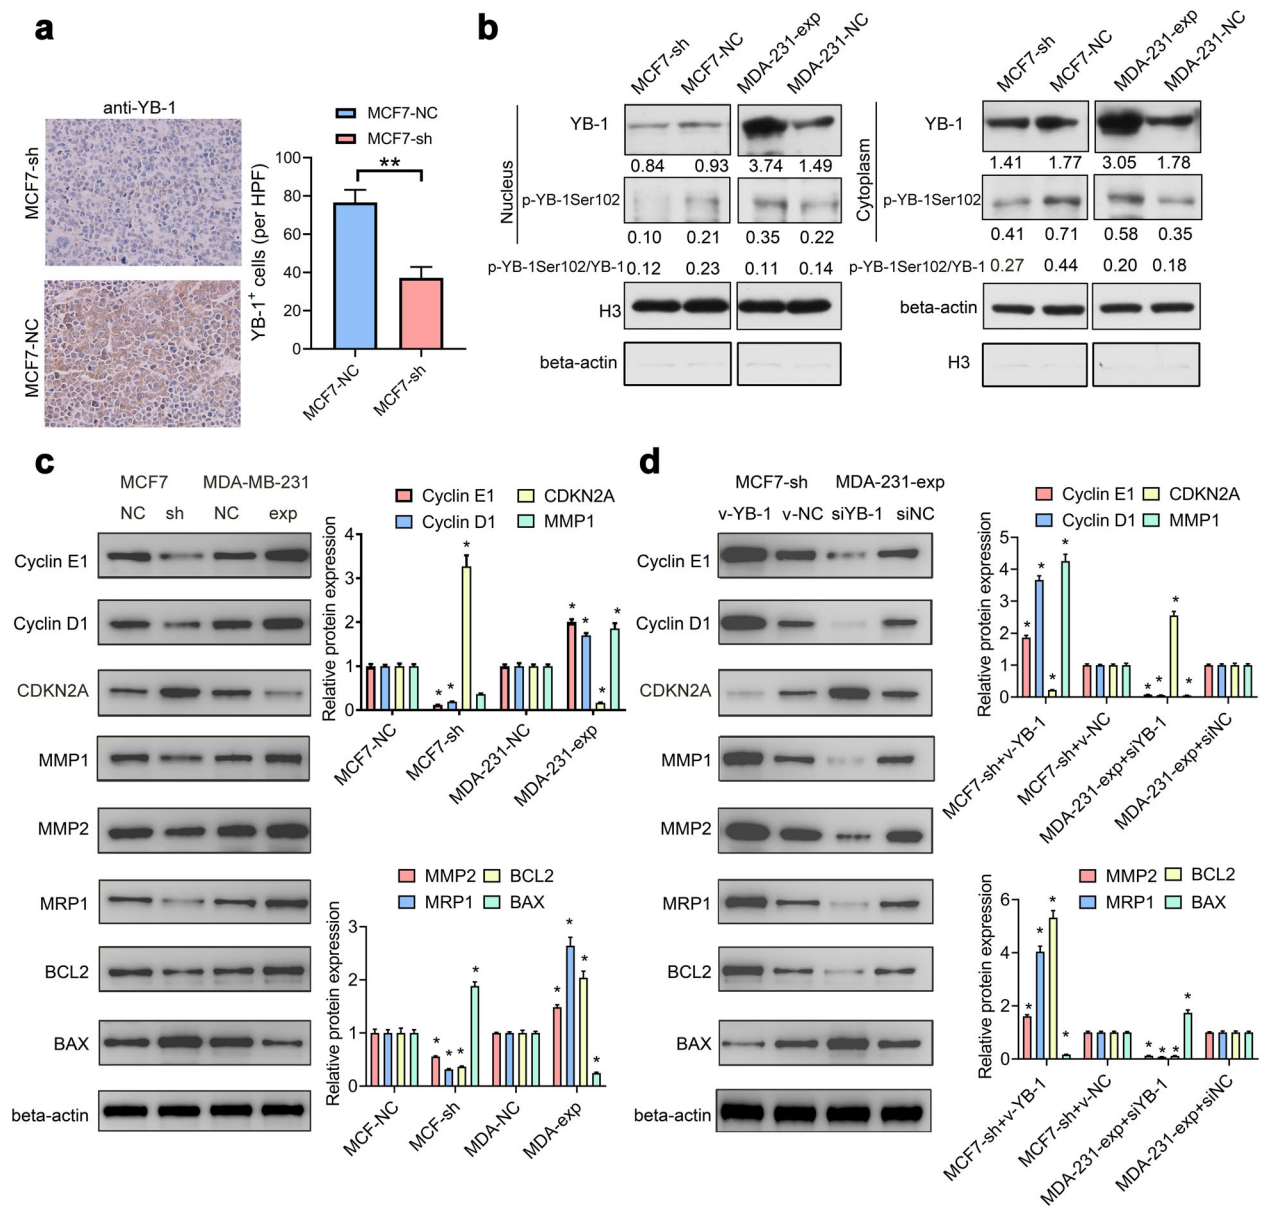 a
anti-YB-1
MCF7-sh
MCF7-NC
MCF7-NC
MCF7-sh
**
YB-1+ cells (per HPF)
100
80
60
40
20
0
MCF7-NC
MCF7-sh
b
MCF7-sh
MCF7-NC
MDA-231-exp
MDA-231-NC
Nucleus
YB-1
0.84 0.93 3.74 1.49
p-YB-1Ser102
0.10 0.21 0.35 0.22
p-YB-1Ser102/YB-1 0.12 0.23 0.11 0.14
H3
beta-actin
MCF7-sh
MCF7-NC
MDA-231-exp
MDA-231-NC
Cytoplasm
YB-1
1.41 1.77 3.05 1.78
p-YB-1Ser102
0.41 0.71 0.58 0.35
p-YB-1Ser102/YB-1 0.27 0.44 0.20 0.18
beta-actin
H3
c
MCF7 MDA-MB-231
NC sh NC exp
Cyclin E1
Cyclin D1
CDKN2A
MMP1
MMP2
MRP1
BCL2
BAX
beta-actin
Cyclin E1 CDKN2A
Cyclin D1 MMP1
Relative protein expression
4
3
2
1
0
* * * * * * *
MCF7-NC
MCF7-sh
MDA-231-NC
MDA-231-exp
MMP2 BCL2
MRP1 BAX
Relative protein expression
3
2
1
0
* * * * * * * *
MCF-NC
MCF-sh
MDA-NC
MDA-exp
d
MCF7-sh MDA-231-exp
v-YB-1 v-NC siYB-1 siNC
Cyclin E1
Cyclin D1
CDKN2A
MMP1
MMP2
MRP1
BCL2
BAX
beta-actin
Cyclin E1 CDKN2A
Cyclin D1 MMP1
Relative protein expression
5
4
3
2
1
0
* * * * * * * *
MCF7-sh+v-YB-1
MCF7-sh+v-NC
MDA-231-exp+siYB-1
MDA-231-exp+siNC
MMP2 BCL2
MRP1 BAX
Relative protein expression
6
4
2
0
* * * * * * * *
MCF7-sh+v-YB-1
MCF7-sh+v-NC
MDA-231-exp+siYB-1
MDA-231-exp+siNC